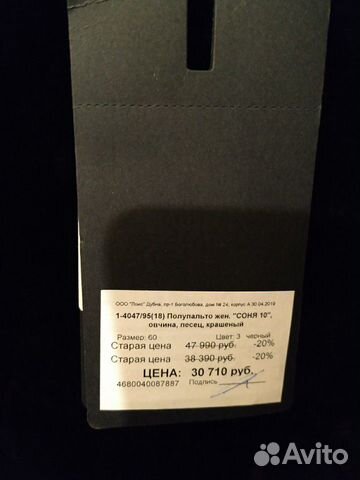 ООО "Локс" Дубна, пр-т Боголюбова, дом № 24, корпус А 30.04.2019
1-4047/95(18) Полупальто жен. "СОНЯ 10",
овчина, песец, крашеный
Размер: 60 Цвет: 3 черный
Старая цена 47 990 руб. -20%
Старая цена 38 390 руб. -20%
ЦЕНА: 30 710 руб.
4680040087887 Подпись
Avito